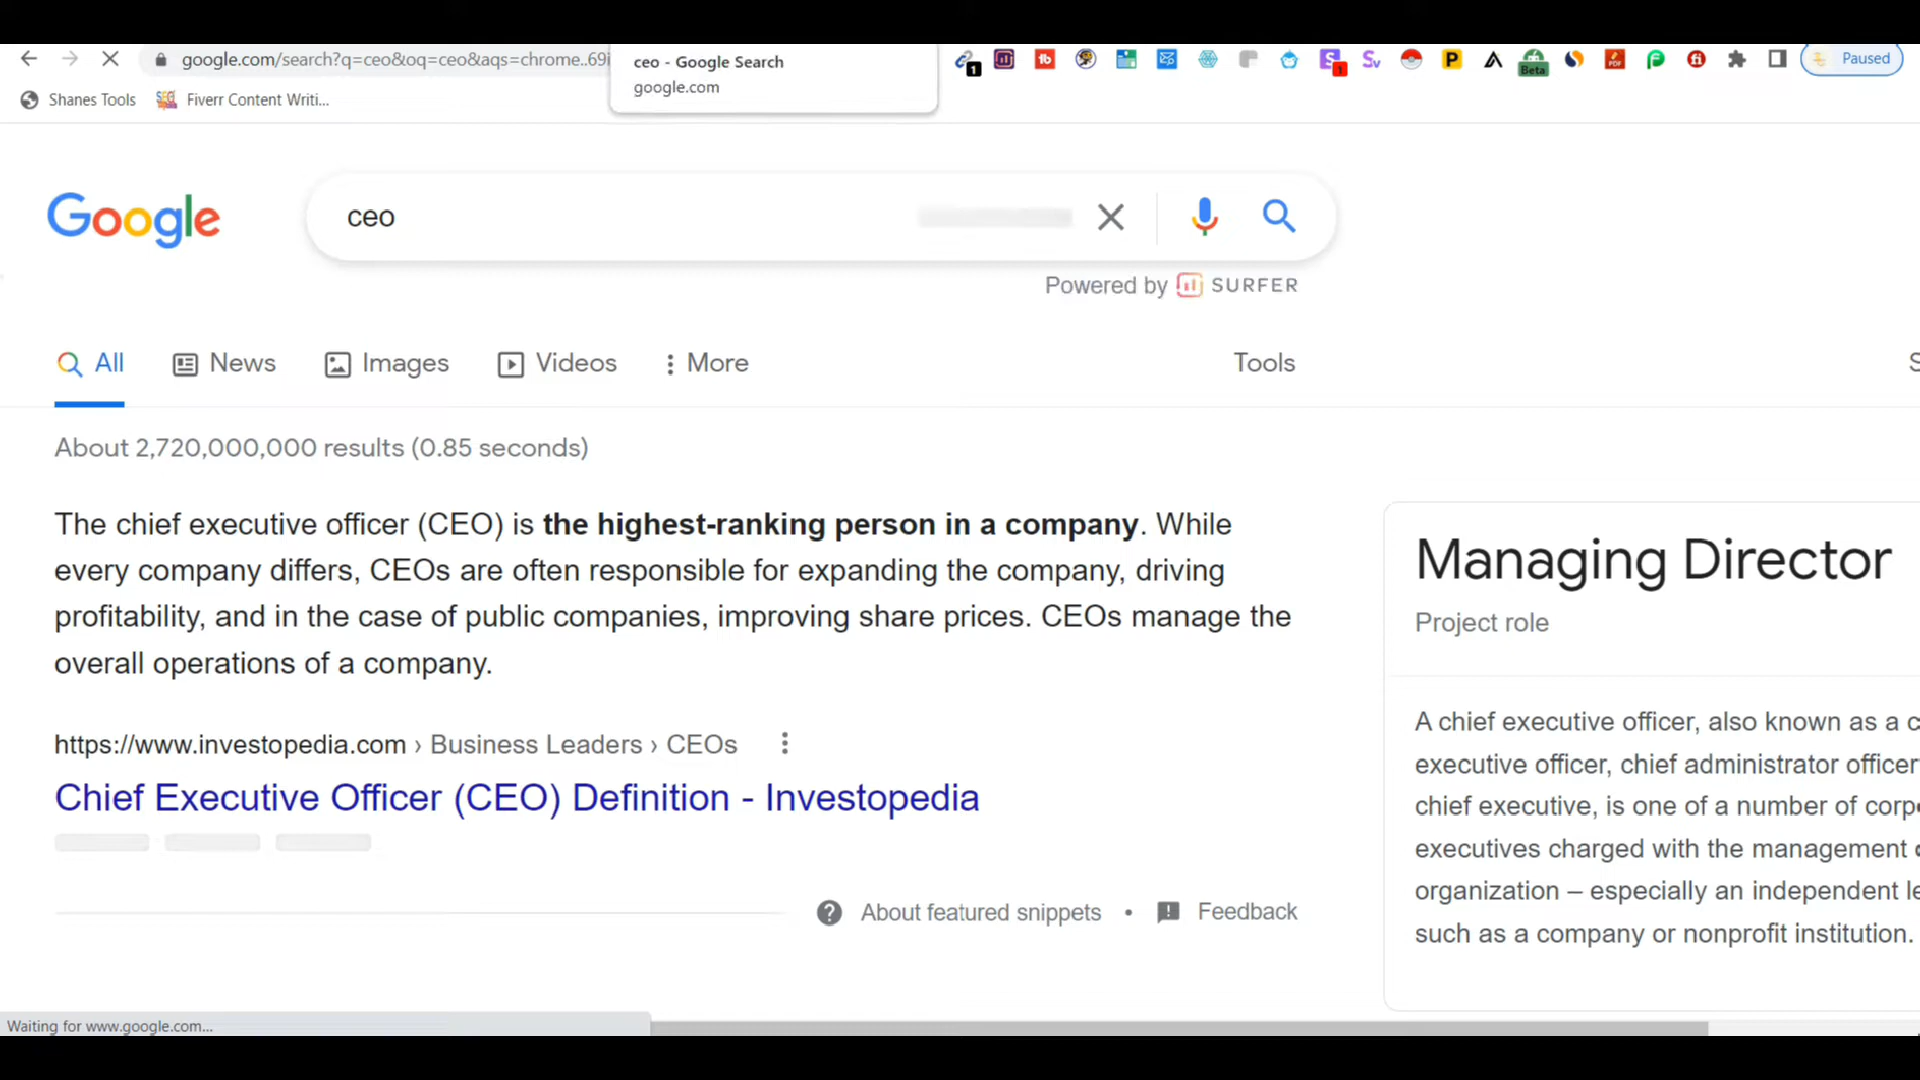 google.com/search?q=ceo&oq=ceo&aqs=chrome..69i
ceo - Google Search
google.com
1
1
Beta
Paused
Shanes Tools
Fiverr Content Writi...
Google
ceo
Powered by SURFER
All
News
Images
Videos
More
Tools
About 2,720,000,000 results (0.85 seconds)
The chief executive officer (CEO) is the highest-ranking person in a company. While
every company differs, CEOs are often responsible for expanding the company, driving
profitability, and in the case of public companies, improving share prices. CEOs manage the
overall operations of a company.
https://www.investopedia.com › Business Leaders › CEOs
Chief Executive Officer (CEO) Definition - Investopedia
About featured snippets • Feedback
Managing Director
Project role
A chief executive officer, also known as a c
executive officer, chief administrator officer
chief executive, is one of a number of corp
executives charged with the management
organization – especially an independent le
such as a company or nonprofit institution.
Waiting for www.google.com...